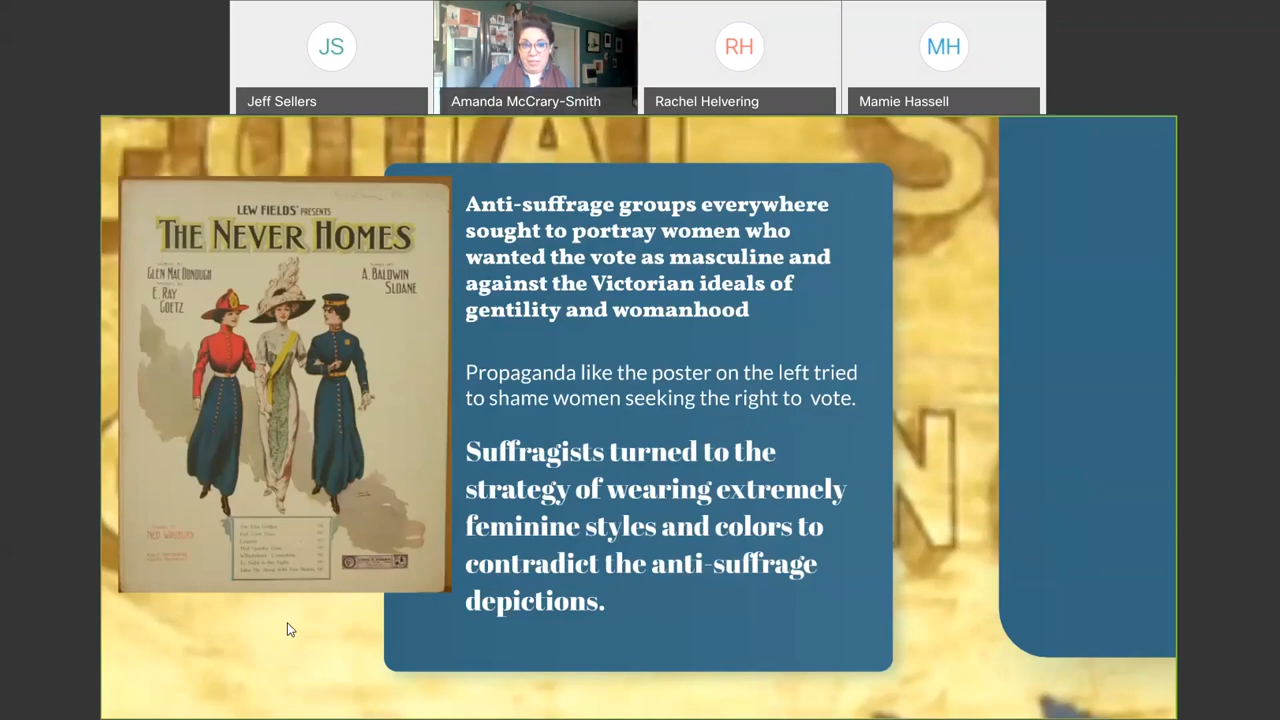 JS
RH
MH
Jeff Sellers
Amanda McCrary-Smith
Rachel Helvering
Mamie Hassell
EQUAL S
LEW FIELDS' PRESENTS
THE NEVER HOMES
GLEN MACDONOUGH
E. RAY
GOETZ
A. BALDWIN
SLOANE
NED WAYBURN
Anti-suffrage groups everywhere
sought to portray women who
wanted the vote as masculine and
against the Victorian ideals of
gentility and womanhood
Propaganda like the poster on the left tried
to shame women seeking the right to vote.
Suffragists turned to the
strategy of wearing extremely
feminine styles and colors to
contradict the anti-suffrage
depictions.
N